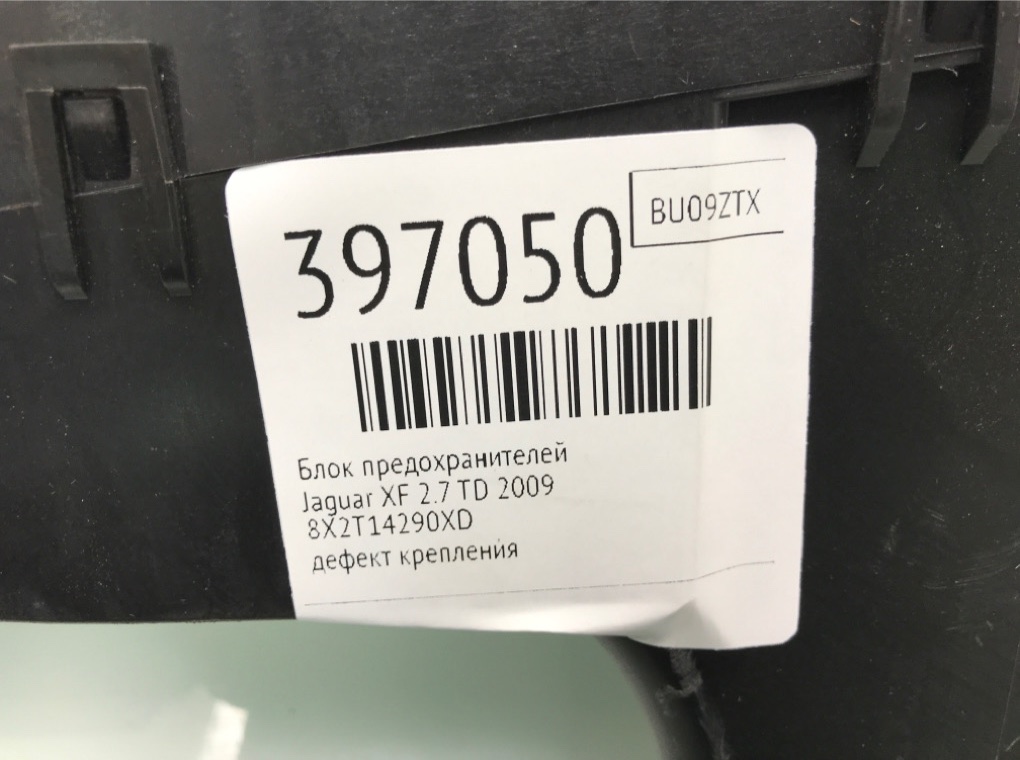 397050
BU09ZTX
Блок предохранителей
Jaguar XF 2.7 TD 2009
8X2T14290XD
дефект крепления